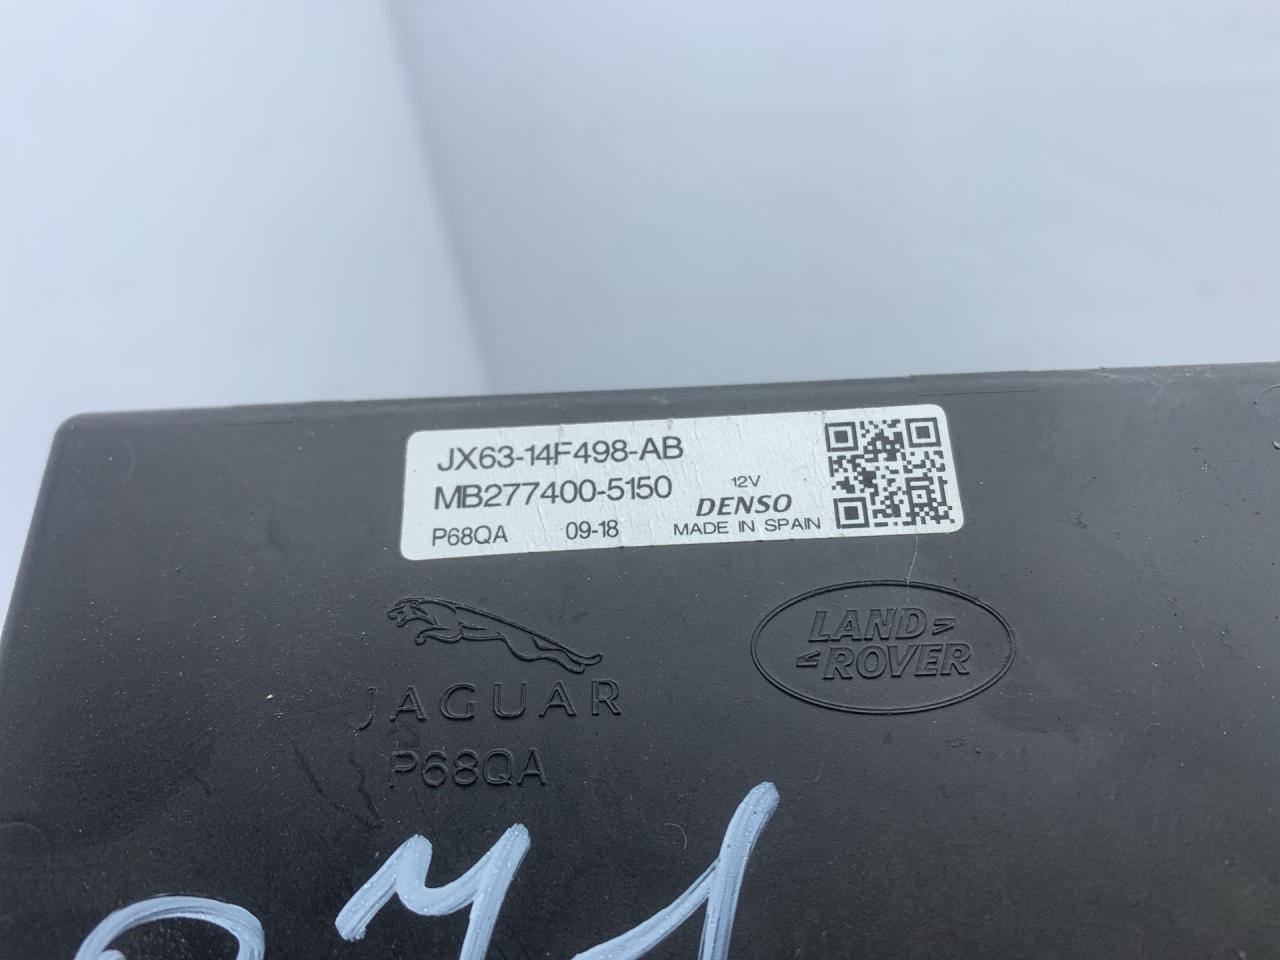 JX63-14F498-AB
MB277400-5150
12V
DENSO
P68QA 09-18 MADE IN SPAIN
JAGUAR
LAND
ROVER
P68QA